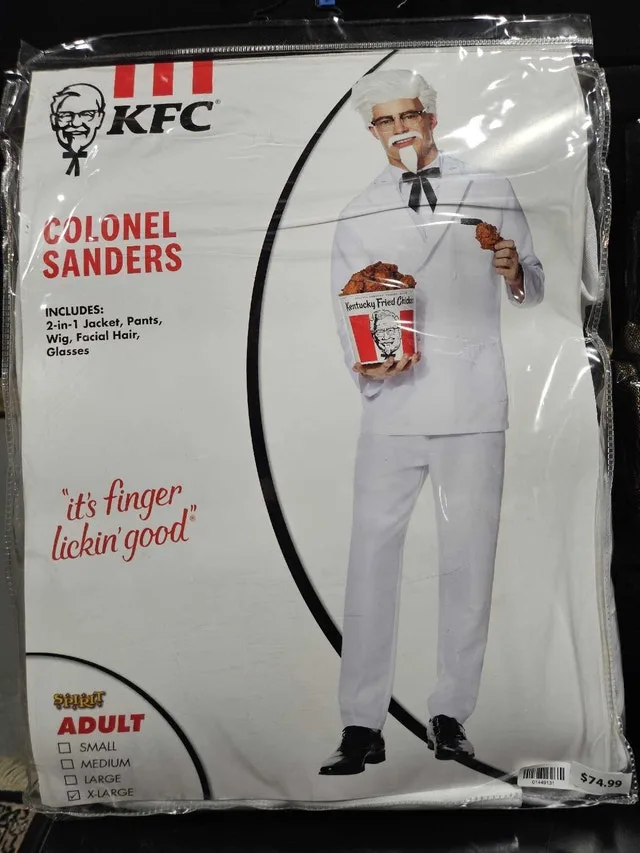 KFC®
COLONEL
SANDERS
INCLUDES:
2-in-1 Jacket, Pants,
Wig, Facial Hair,
Glasses
Kentucky Fried Chicken
"it's finger
lickin' good"®
SPIRIT
ADULT
SMALL
MEDIUM
LARGE
X-LARGE
01449131
$74.99